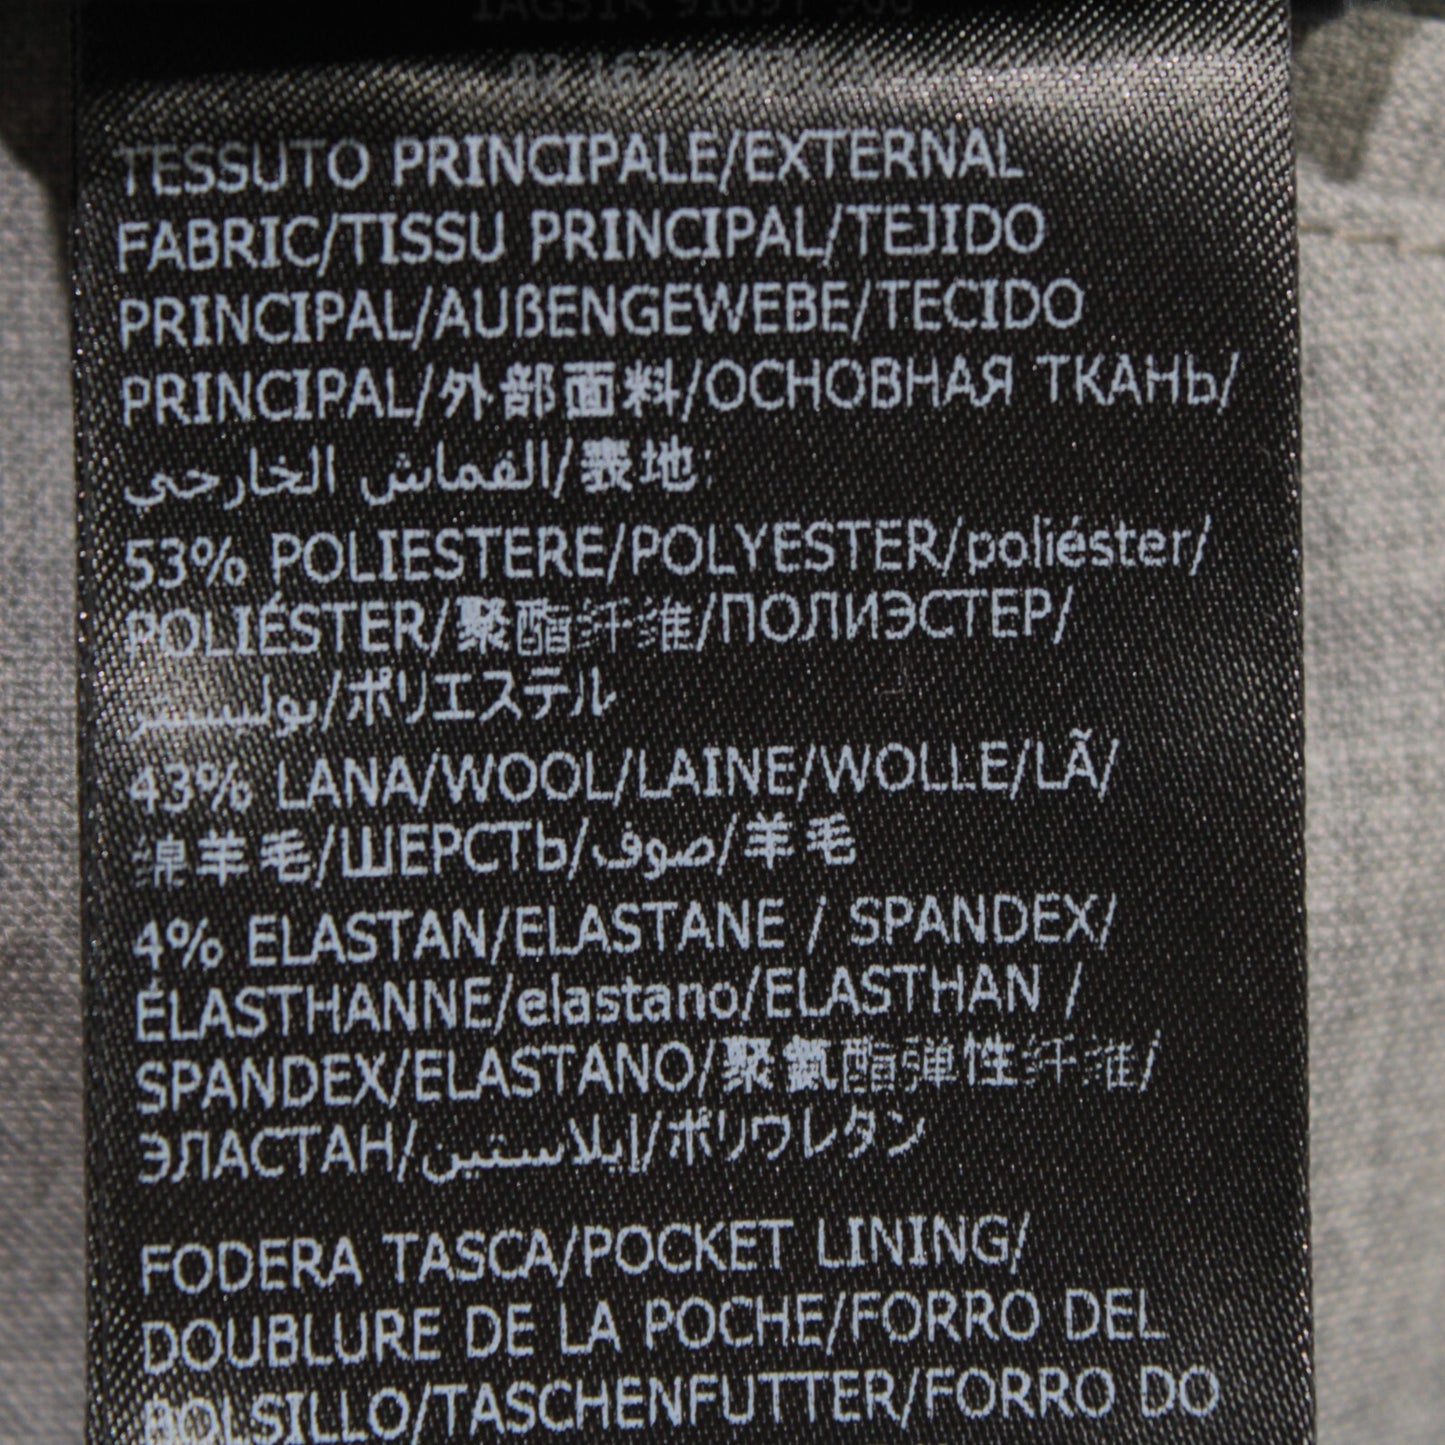 TESSUTO PRINCIPALE/EXTERNAL
FABRIC/TISSU PRINCIPAL/TEJIDO
PRINCIPAL/AUßENGEWEBE/TECIDO
PRINCIPAL/外部面料/ОСНОВНАЯ ТКАНЬ/
القماش الخارجي/表地:
53% POLIESTERE/POLYESTER/poliéster/
POLIÉSTER/聚酯纤维/ПОЛИЭСТЕР/
بوليستر/ポリエステル
43% LANA/WOOL/LAINE/WOLLE/LÃ/
绵羊毛/ШЕРСТЬ/صوف/羊毛
4% ELASTAN/ELASTANE / SPANDEX/
ÉLASTHANNE/elastano/ELASTHAN /
SPANDEX/ELASTANO/聚氨酯弹性纤维/
ЭЛАСТАН/إيلاستين/ポリウレタン
FODERA TASCA/POCKET LINING/
DOUBLURE DE LA POCHE/FORRO DEL
BOLSILLO/TASCHENFUTTER/FORRO DO